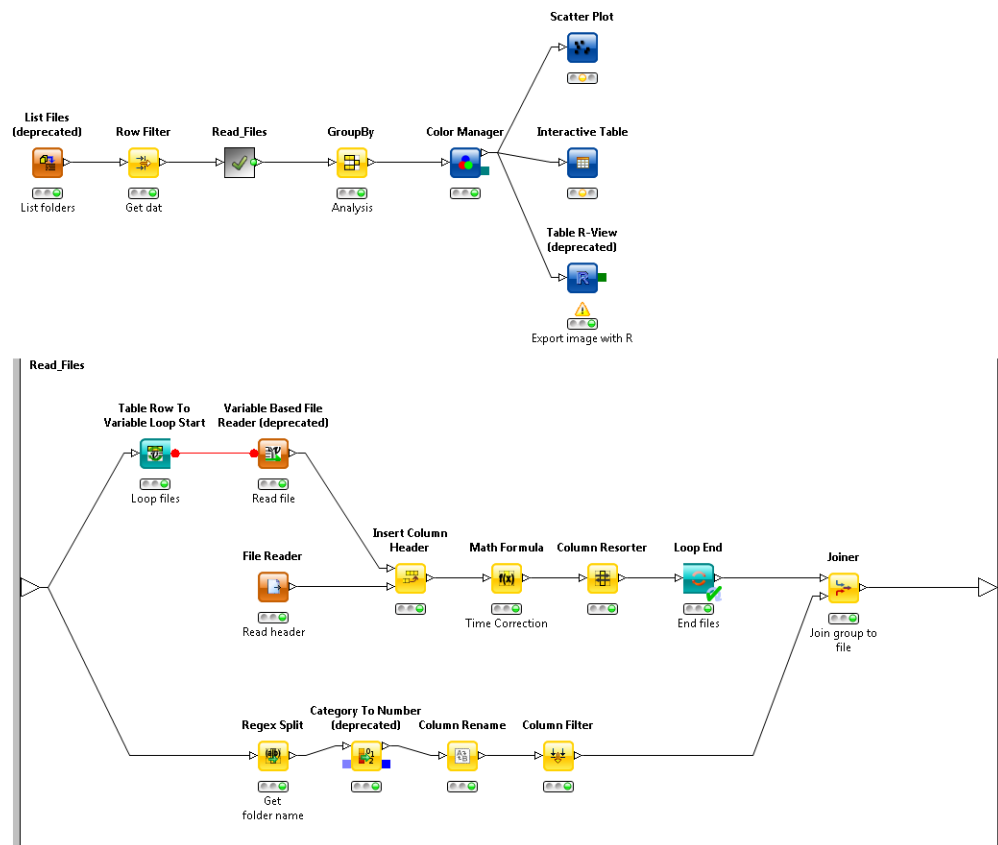 Scatter Plot
List Files
(deprecated)
Row Filter
Read_Files
GroupBy
Color Manager
Interactive Table
List folders
Get dat
Analysis
Table R-View
(deprecated)
R
Export image with R
Read_Files
Table Row To
Variable Loop Start
Variable Based File
Reader (deprecated)
Loop files
Read file
File Reader
Insert Column
Header
Math Formula
Column Resorter
Loop End
Joiner
f(x)
Read header
Time Correction
End files
Join group to
file
Regex Split
Category To Number
(deprecated)
Column Rename
Column Filter
Get
folder name